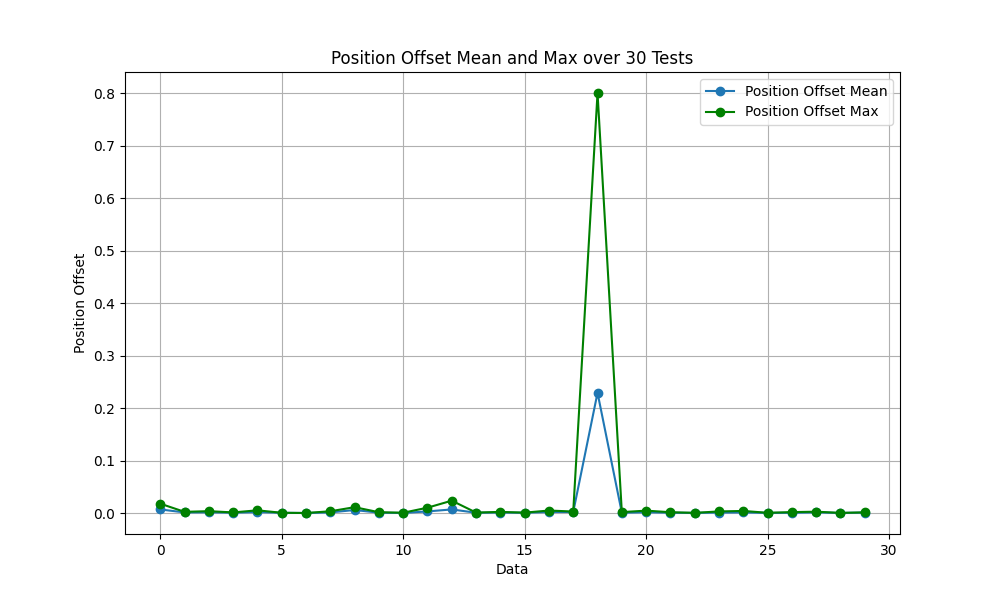 Position Offset Mean and Max over 30 Tests
Position Offset Mean
Position Offset Max
Position Offset
0.8
0.7
0.6
0.5
0.4
0.3
0.2
0.1
0.0
0 5 10 15 20 25 30
Data